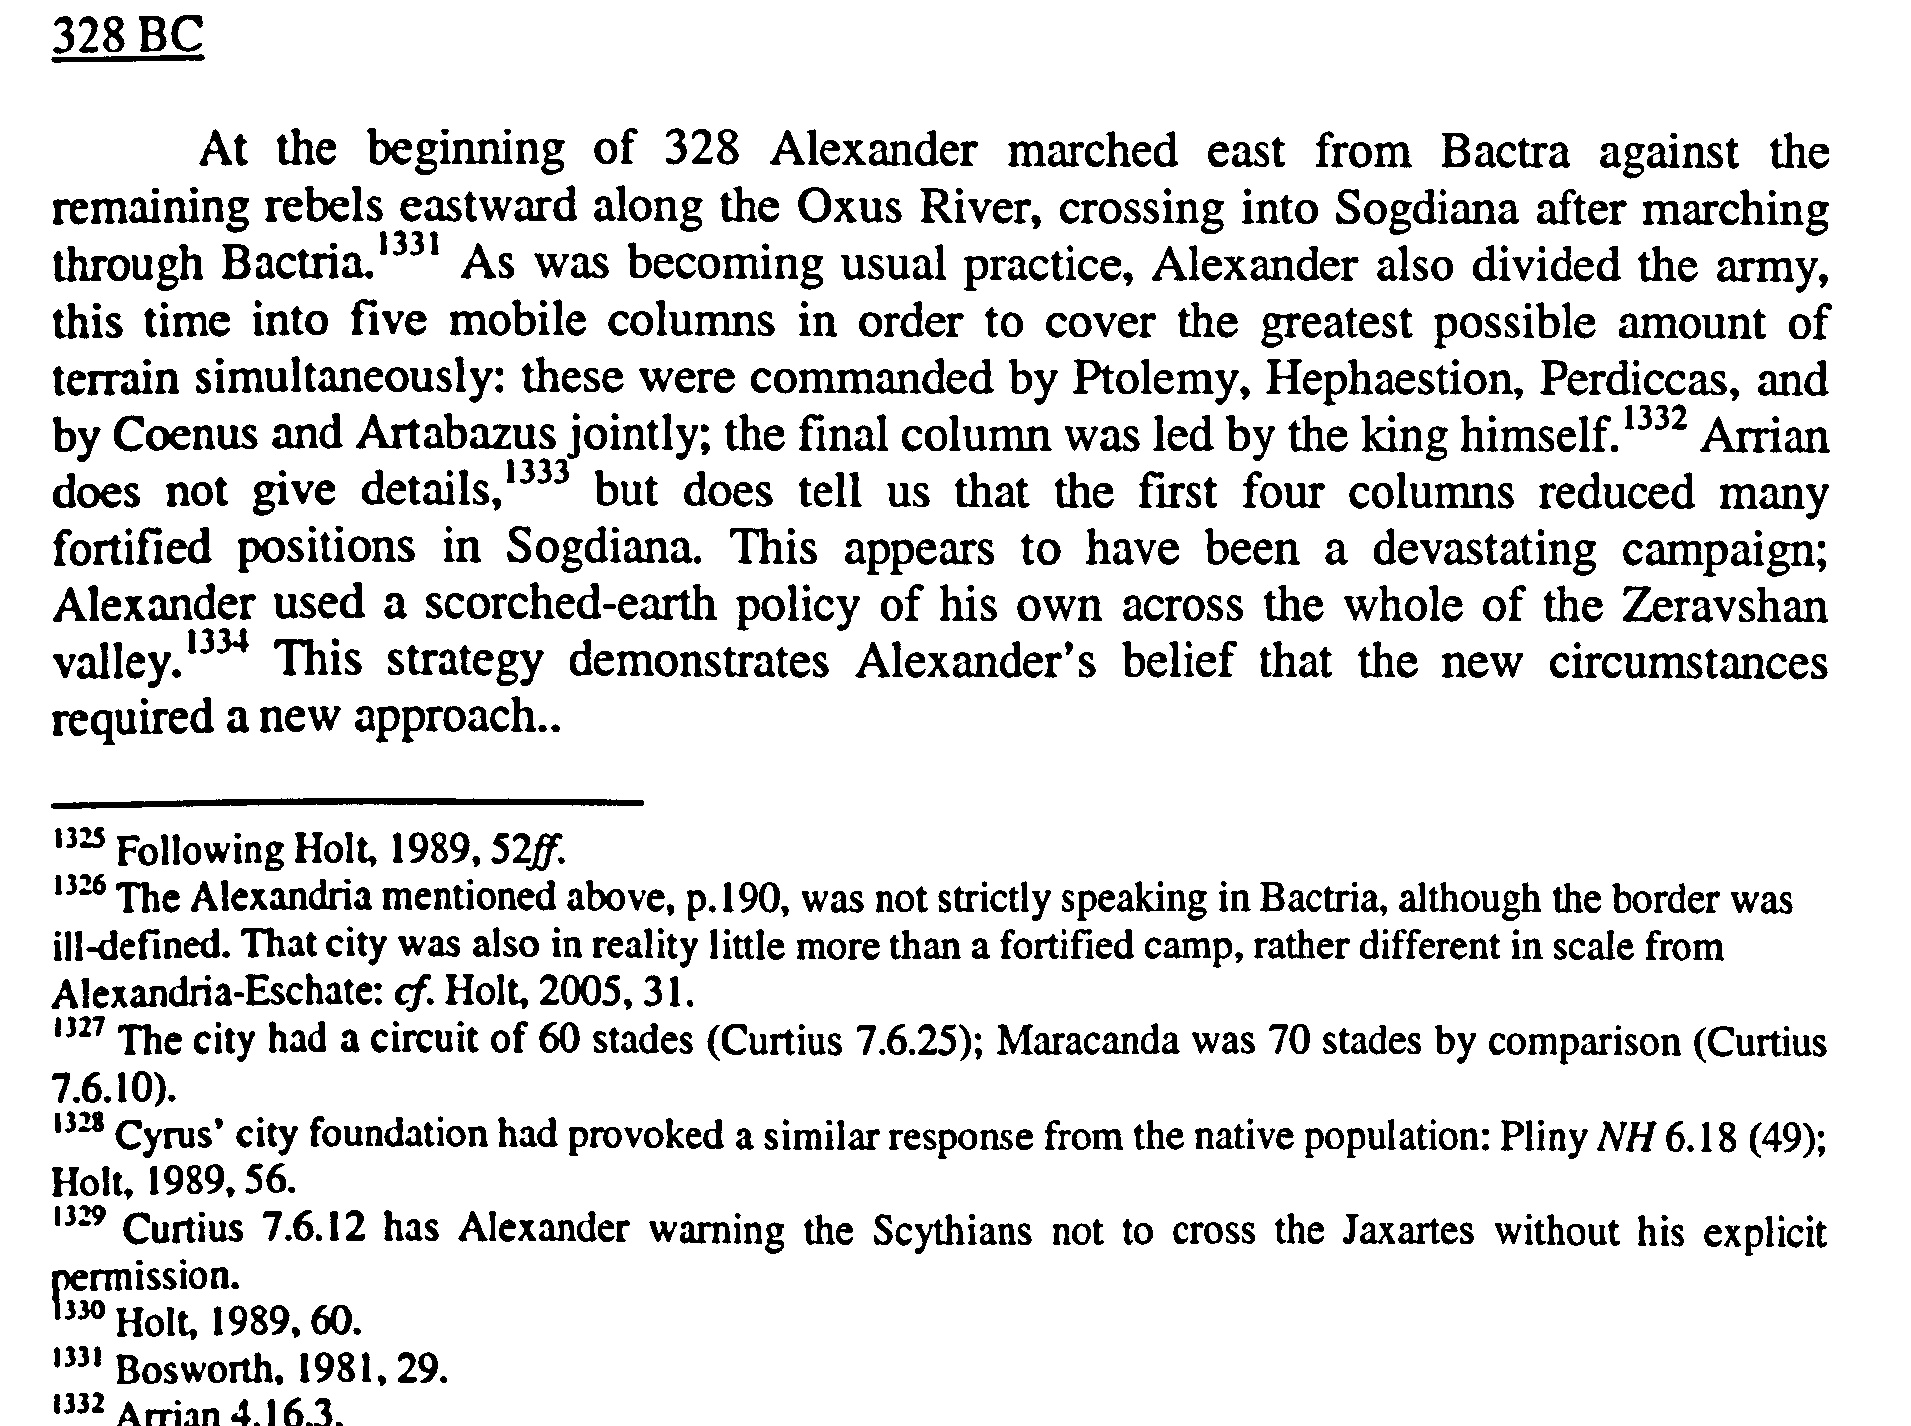 328 BC
At the beginning of 328 Alexander marched east from Bactra against the
remaining rebels eastward along the Oxus River, crossing into Sogdiana after marching
through Bactria.1331 As was becoming usual practice, Alexander also divided the army,
this time into five mobile columns in order to cover the greatest possible amount of
terrain simultaneously: these were commanded by Ptolemy, Hephaestion, Perdiccas, and
by Coenus and Artabazus jointly; the final column was led by the king himself.1332 Arrian
does not give details,1333 but does tell us that the first four columns reduced many
fortified positions in Sogdiana. This appears to have been a devastating campaign;
Alexander used a scorched-earth policy of his own across the whole of the Zeravshan
valley.1334 This strategy demonstrates Alexander's belief that the new circumstances
required a new approach..
1325 Following Holt, 1989, 52ff.
1326 The Alexandria mentioned above, p.190, was not strictly speaking in Bactria, although the border was
ill-defined. That city was also in reality little more than a fortified camp, rather different in scale from
Alexandria-Eschate: cf. Holt, 2005, 31.
1327 The city had a circuit of 60 stades (Curtius 7.6.25); Maracanda was 70 stades by comparison (Curtius
7.6.10).
1328 Cyrus' city foundation had provoked a similar response from the native population: Pliny NH 6.18 (49);
Holt, 1989, 56.
1329 Curtius 7.6.12 has Alexander warning the Scythians not to cross the Jaxartes without his explicit
permission.
1330 Holt, 1989, 60.
1331 Bosworth, 1981, 29.
1332 Arrian 4.16.3.